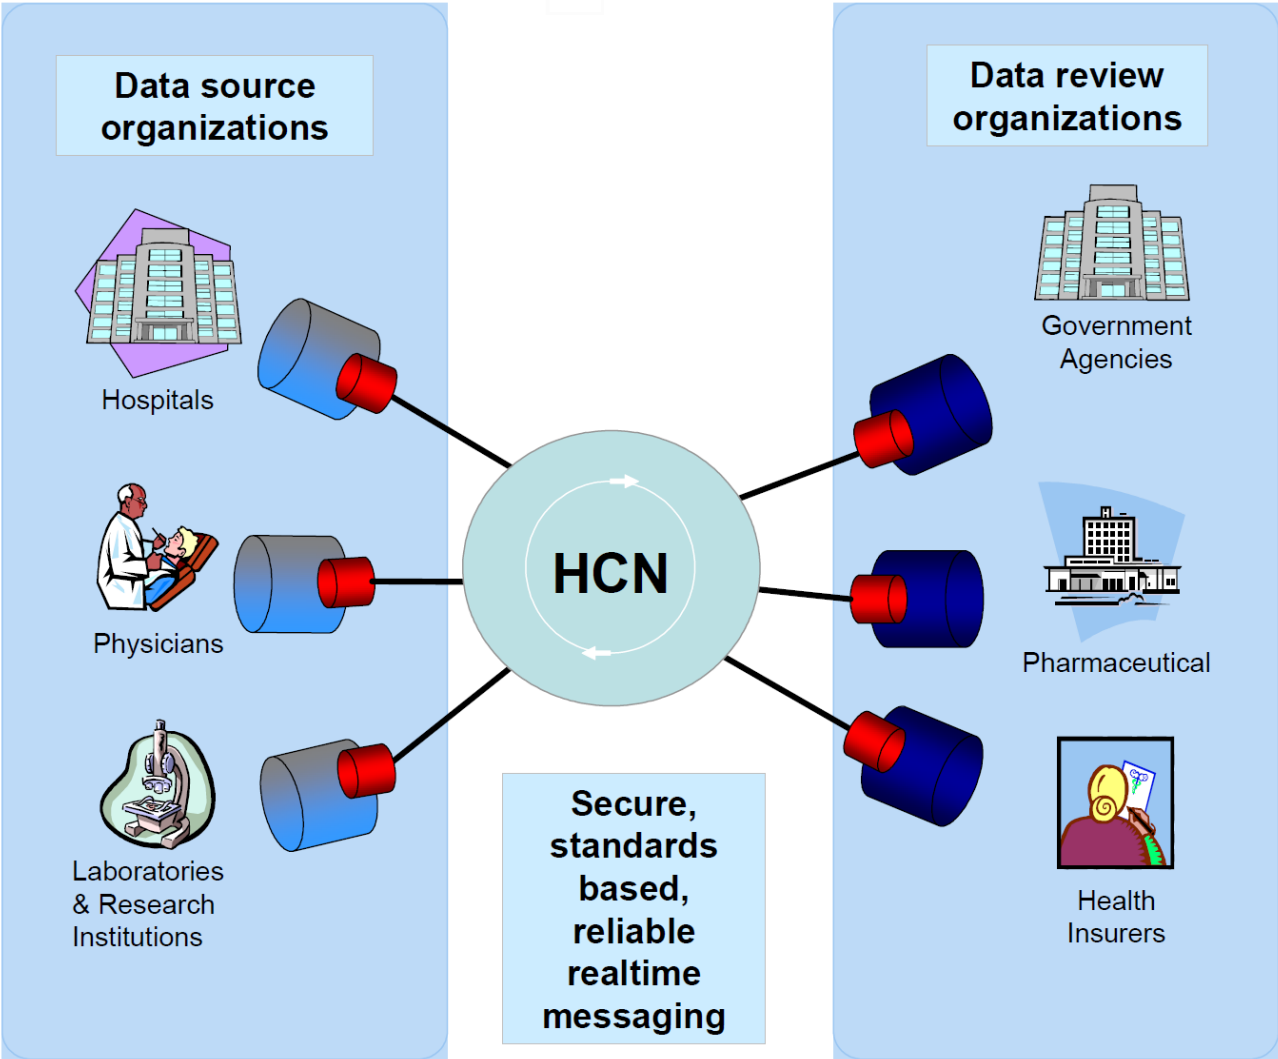 Data source
organizations
Hospitals
Physicians
Laboratories
& Research
Institutions
HCN
Secure,
standards
based,
reliable
realtime
messaging
Data review
organizations
Government
Agencies
Pharmaceutical
Health
Insurers